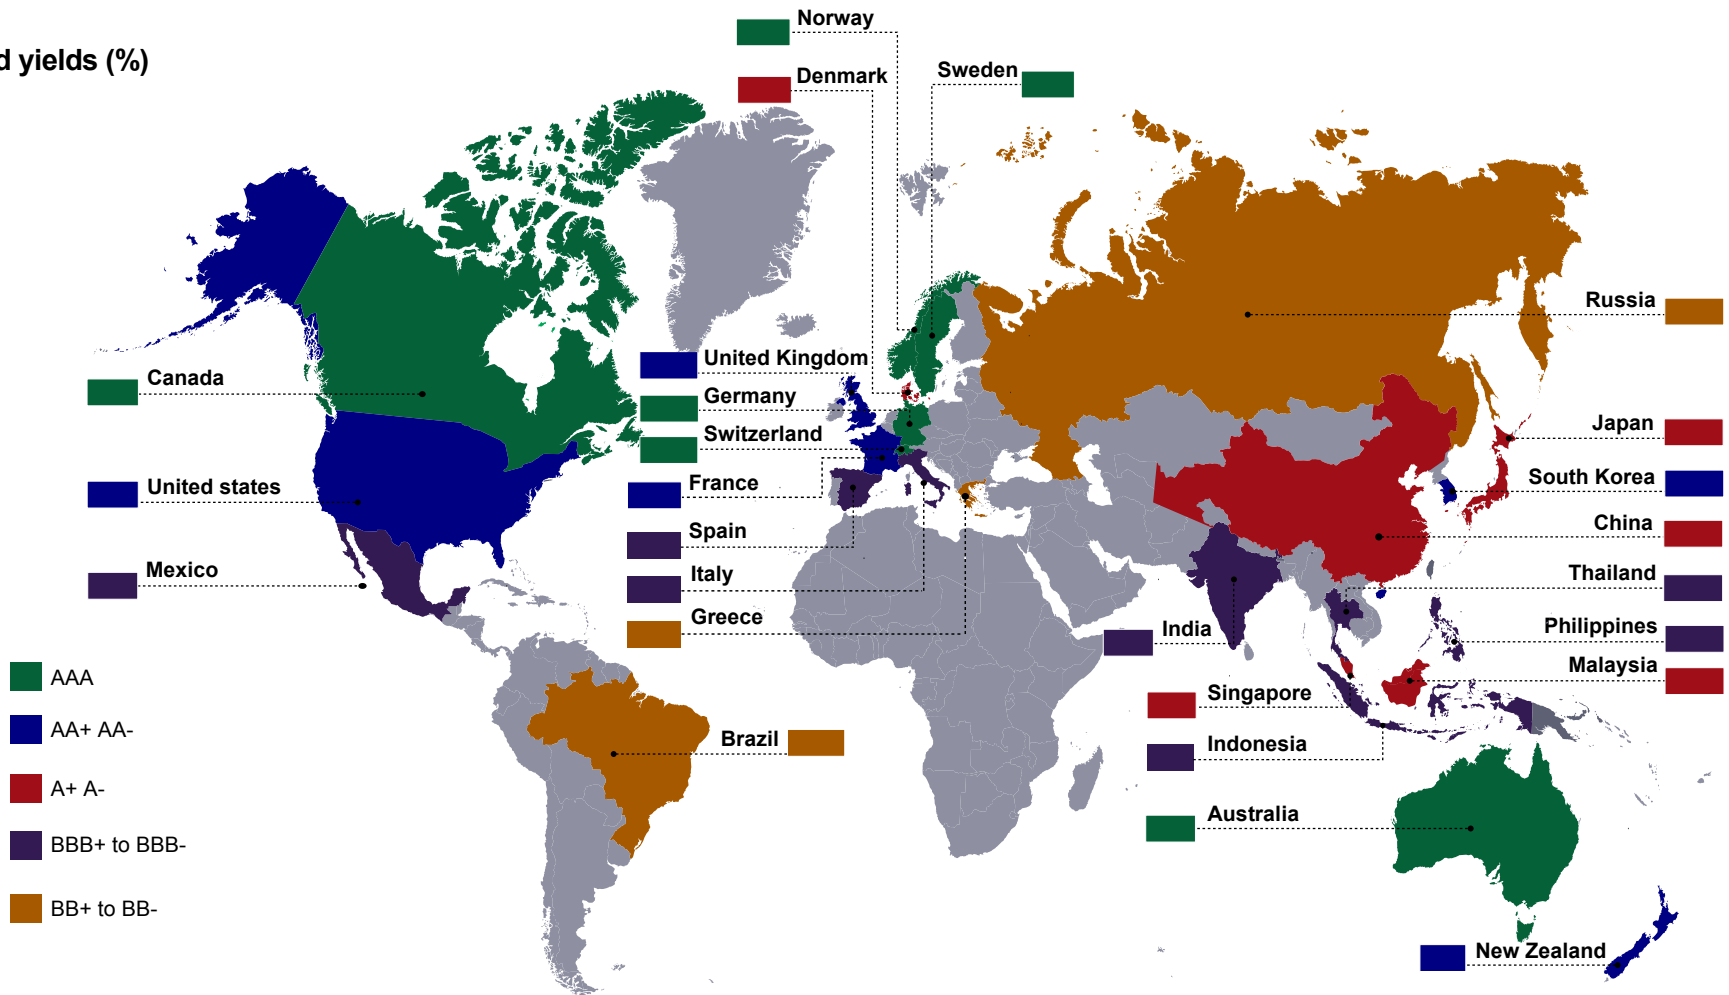 d yields (%)
Norway
Denmark
Sweden
Russia
United Kingdom
Canada
Germany
Japan
Switzerland
South Korea
United states
France
China
Spain
Mexico
Italy
Thailand
Greece
India
Philippines
Malaysia
AAA
Singapore
AA+ AA-
Brazil
Indonesia
A+ A-
Australia
BBB+ to BBB-
BB+ to BB-
New Zealand